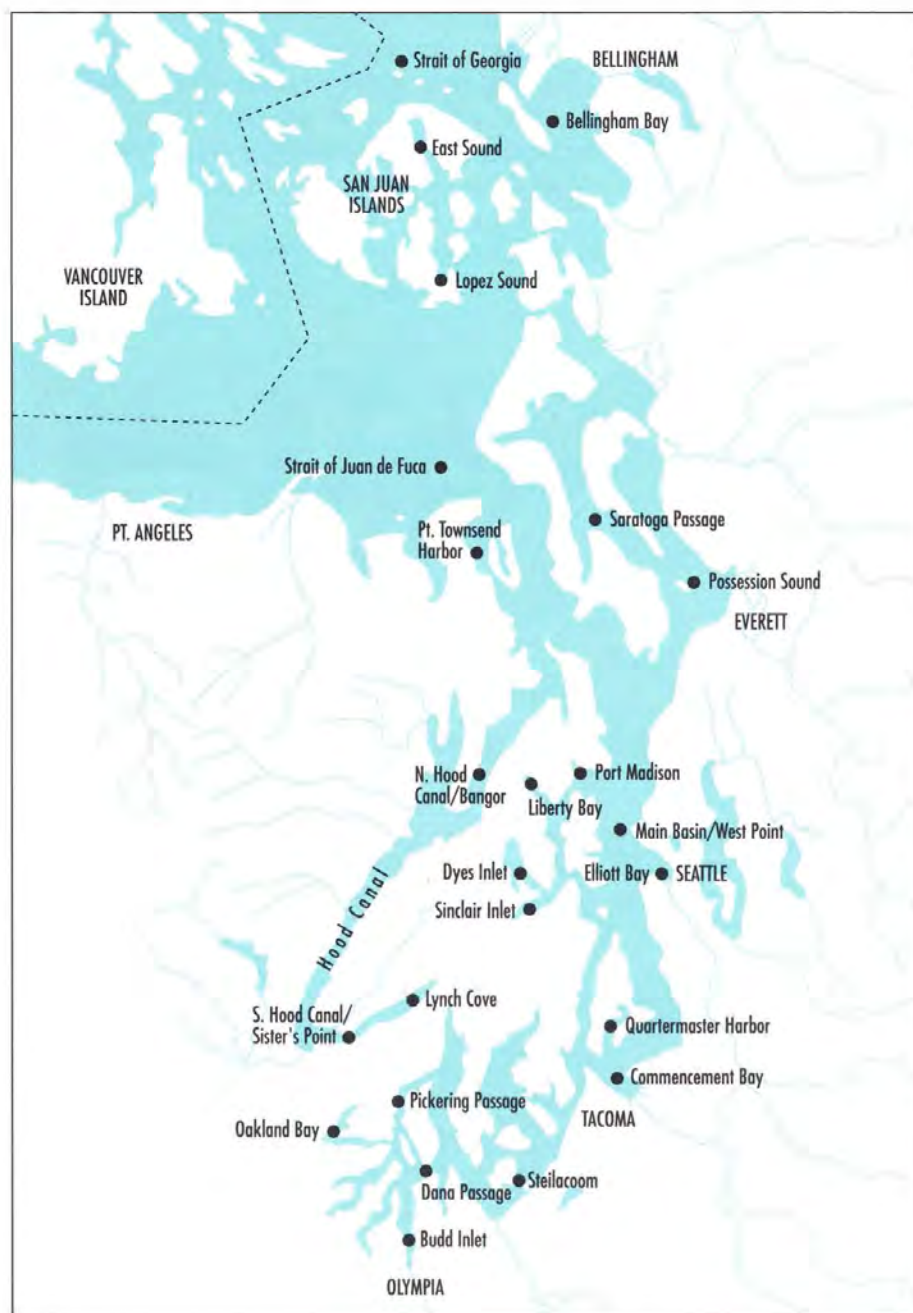 Strait of Georgia
BELLINGHAM
Bellingham Bay
East Sound
SAN JUAN
ISLANDS
VANCOUVER
ISLAND
Lopez Sound
Strait of Juan de Fuca
PT. ANGELES
Pt. Townsend
Harbor
Saratoga Passage
Possession Sound
EVERETT
N. Hood
Canal/Bangor
Port Madison
Liberty Bay
Main Basin/West Point
Dyes Inlet
Elliott Bay
SEATTLE
Sinclair Inlet
Hood Canal
Lynch Cove
S. Hood Canal/
Sister's Point
Quartermaster Harbor
Commencement Bay
Pickering Passage
TACOMA
Oakland Bay
Dana Passage
Steilacoom
Budd Inlet
OLYMPIA